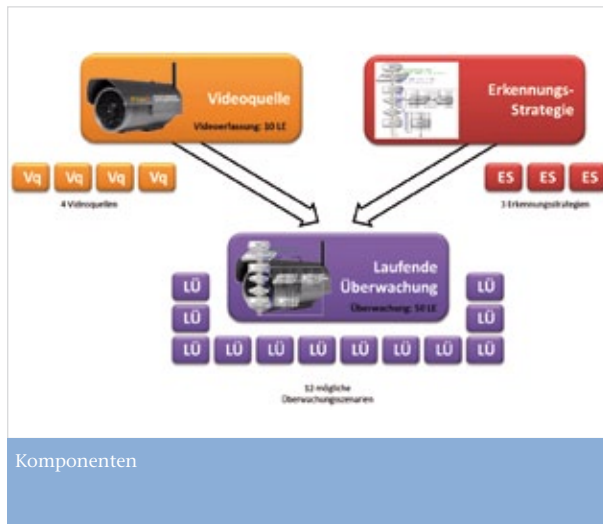 Videoquelle
Videoerfassung: 10 LE
Erkennungs-
Strategie
Vq Vq Vq Vq
4 Videoquellen
ES ES ES
3 Erkennungsstrategien
Laufende
Überwachung
Überwachung: 50 LE
LÜ LÜ
LÜ LÜ
LÜ LÜ LÜ LÜ LÜ LÜ LÜ LÜ
12 mögliche
Überwachungsszenarien
Komponenten